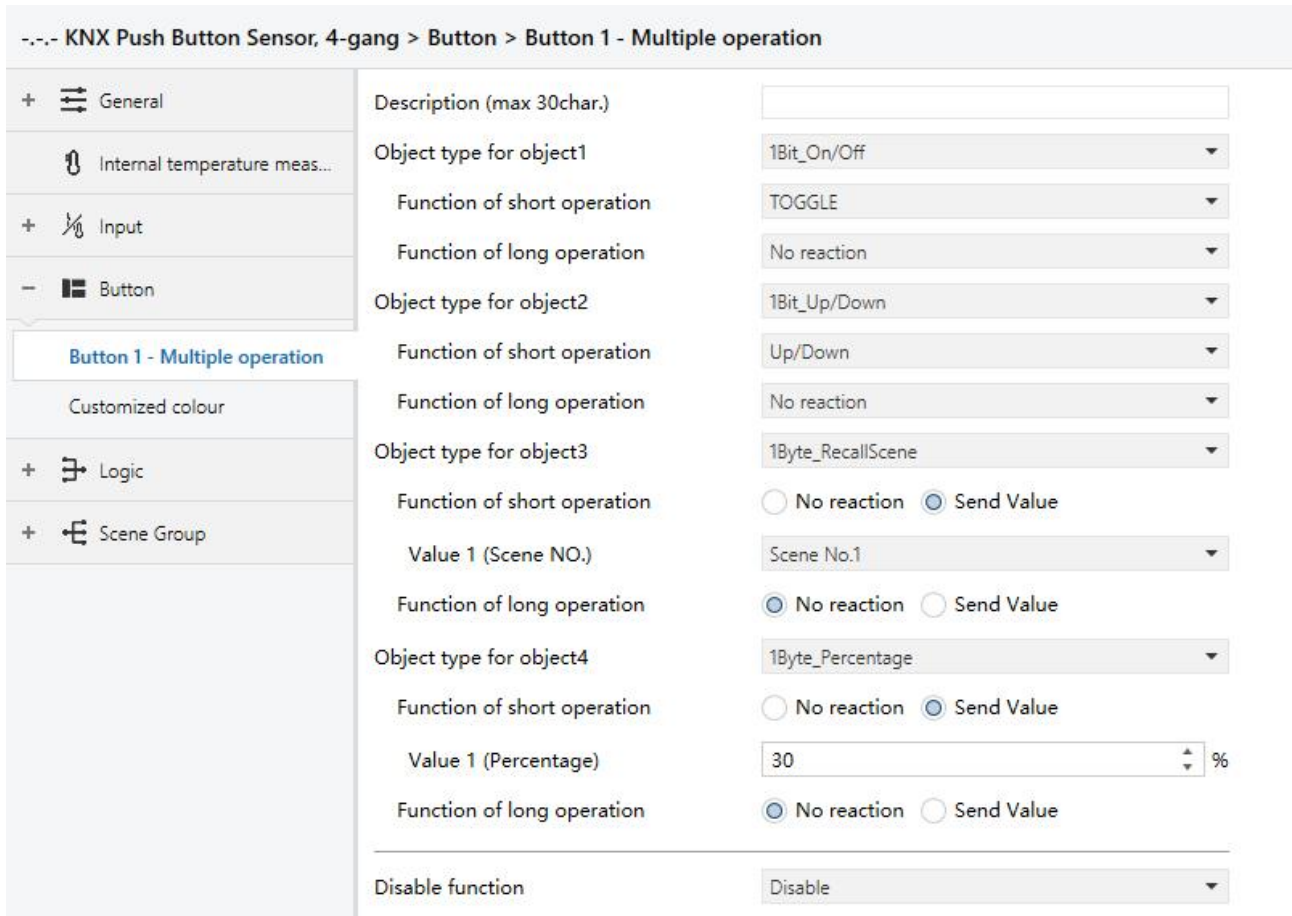 -.-.- KNX Push Button Sensor, 4-gang > Button > Button 1 - Multiple operation
+ General
Internal temperature meas...
+ Input
– Button
Button 1 - Multiple operation
Customized colour
+ Logic
+ Scene Group
Description (max 30char.)
Object type for object1 1Bit_On/Off
Function of short operation TOGGLE
Function of long operation No reaction
Object type for object2 1Bit_Up/Down
Function of short operation Up/Down
Function of long operation No reaction
Object type for object3 1Byte_RecallScene
Function of short operation No reaction Send Value
Value 1 (Scene NO.) Scene No.1
Function of long operation No reaction Send Value
Object type for object4 1Byte_Percentage
Function of short operation No reaction Send Value
Value 1 (Percentage) 30 %
Function of long operation No reaction Send Value
Disable function Disable